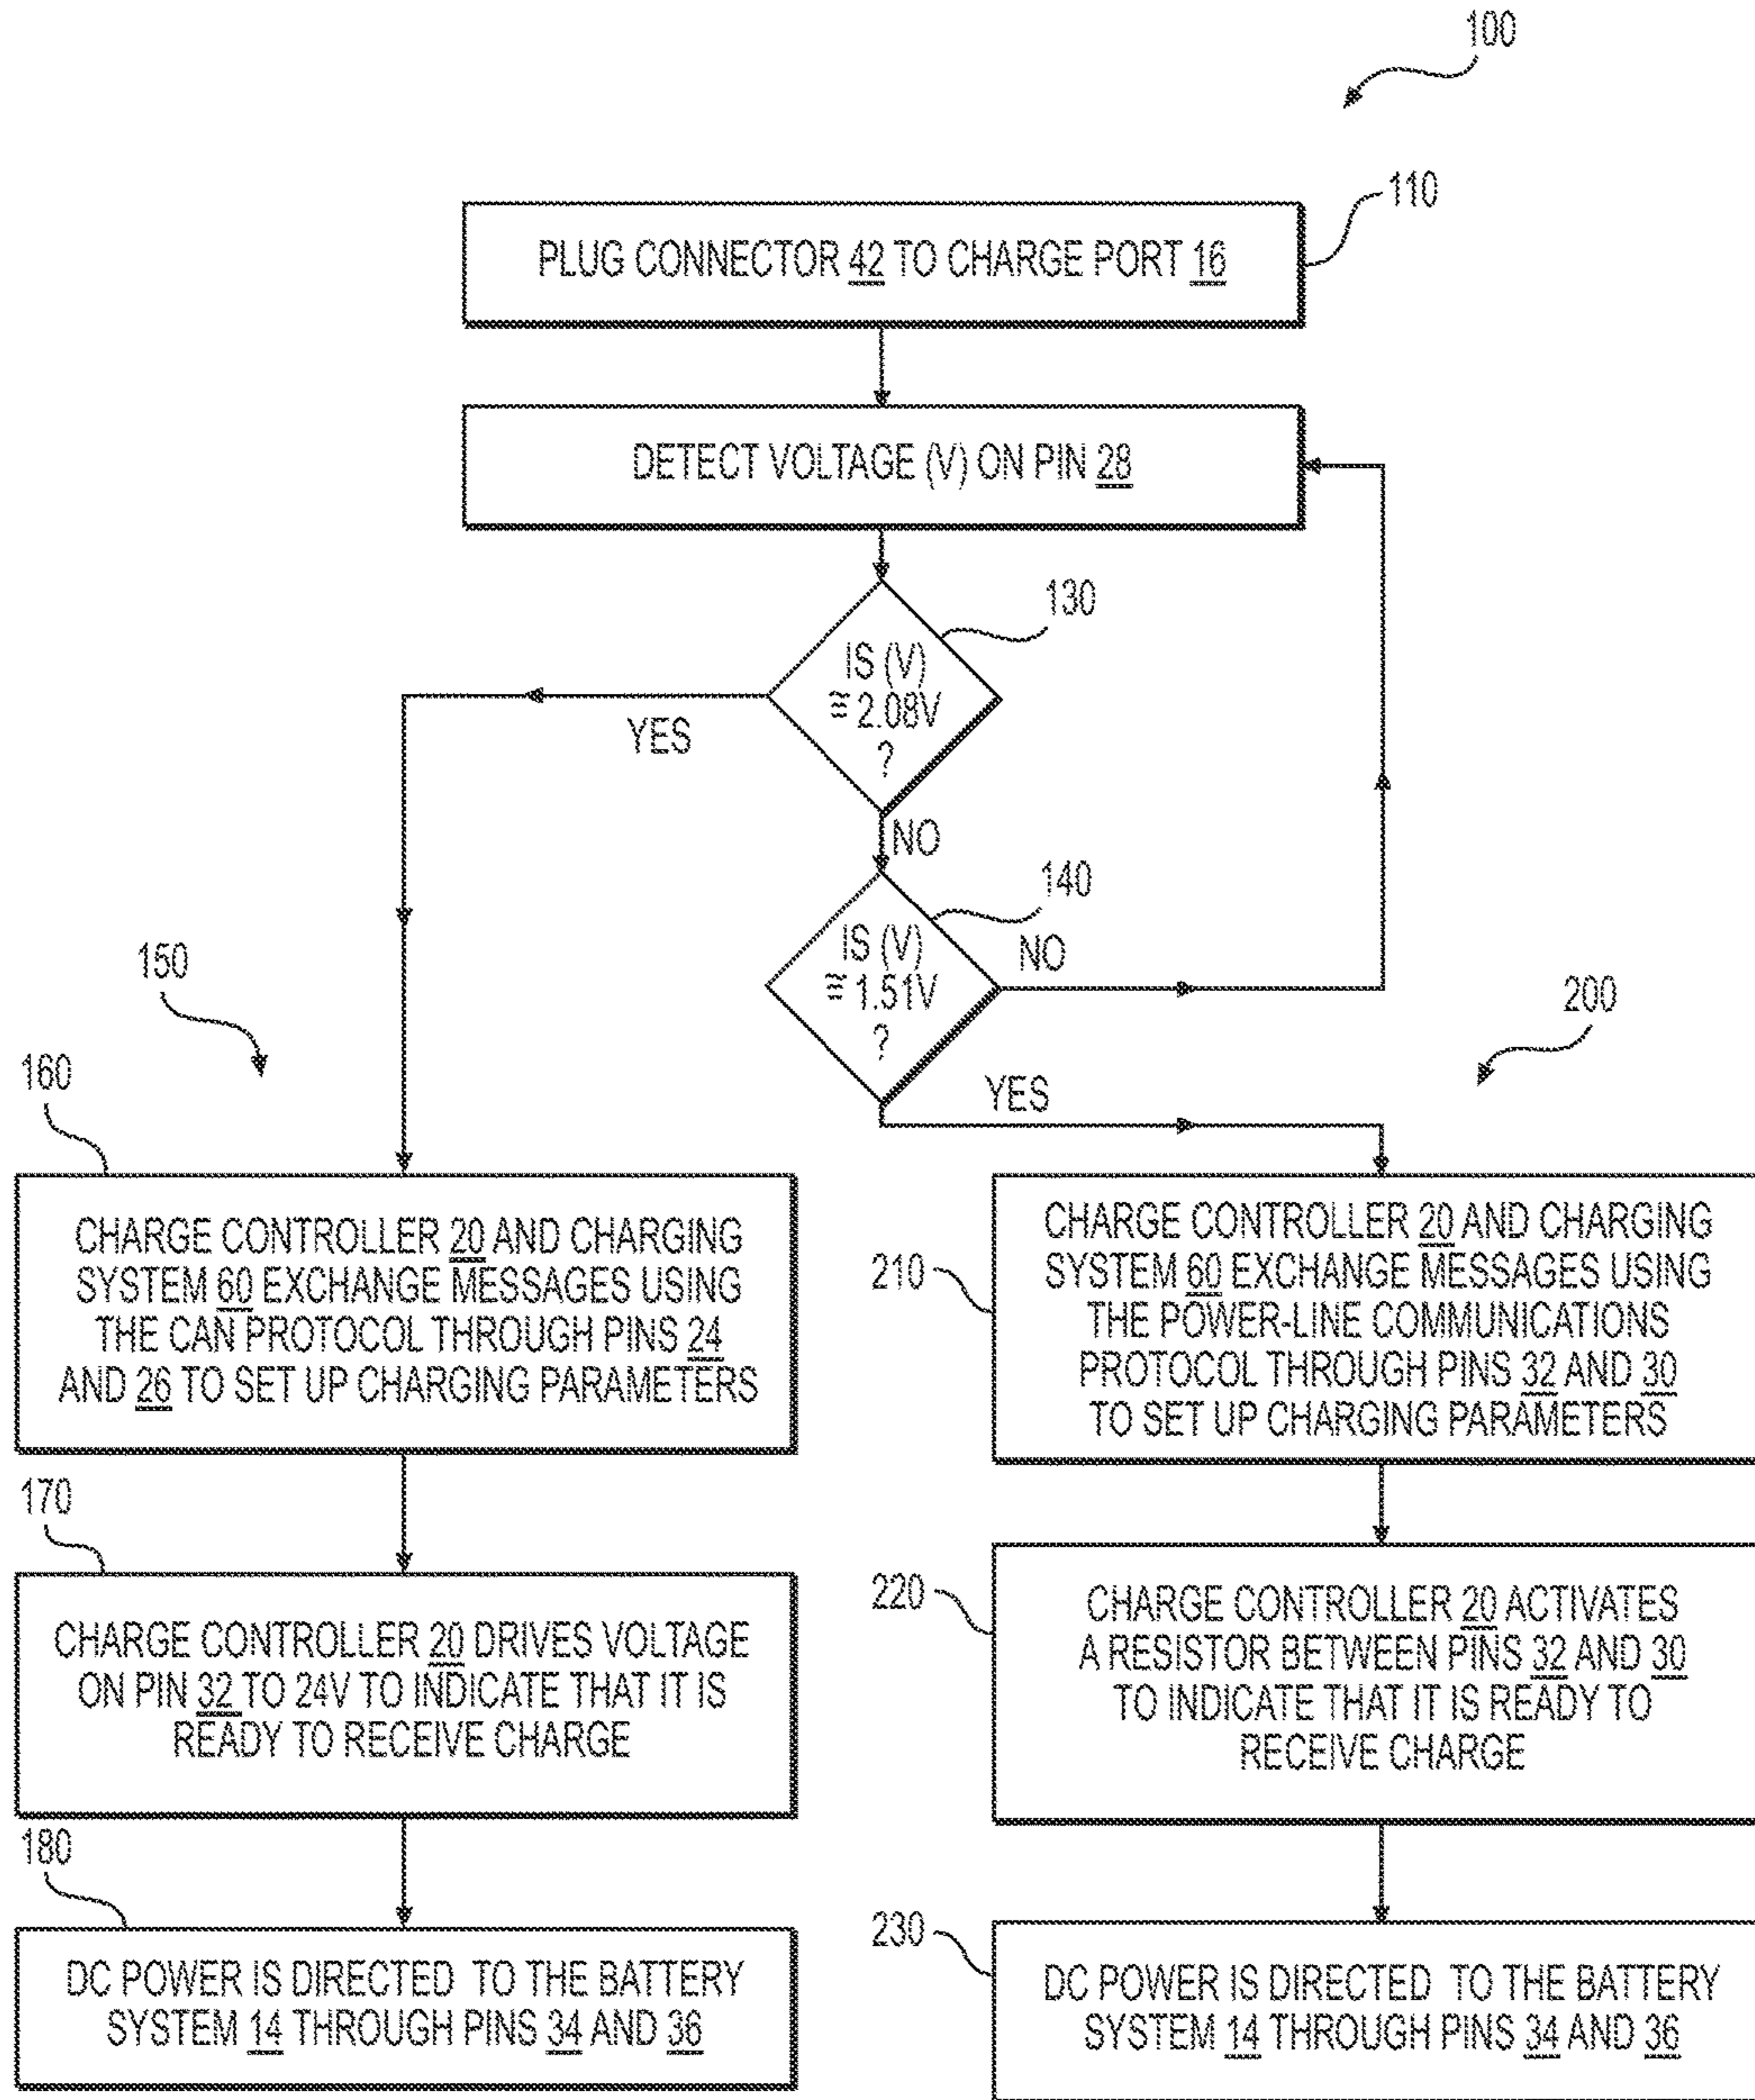 100
110
PLUG CONNECTOR 42 TO CHARGE PORT 16
DETECT VOLTAGE (V) ON PIN 28
130
IS (V)
≅ 2.08V
?
YES
NO
140
IS (V)
≅ 1.51V
?
NO
YES
150
200
160
CHARGE CONTROLLER 20 AND CHARGING
SYSTEM 60 EXCHANGE MESSAGES USING
THE CAN PROTOCOL THROUGH PINS 24
AND 26 TO SET UP CHARGING PARAMETERS
170
CHARGE CONTROLLER 20 DRIVES VOLTAGE
ON PIN 32 TO 24V TO INDICATE THAT IT IS
READY TO RECEIVE CHARGE
180
DC POWER IS DIRECTED TO THE BATTERY
SYSTEM 14 THROUGH PINS 34 AND 36
210
CHARGE CONTROLLER 20 AND CHARGING
SYSTEM 60 EXCHANGE MESSAGES USING
THE POWER-LINE COMMUNICATIONS
PROTOCOL THROUGH PINS 32 AND 30
TO SET UP CHARGING PARAMETERS
220
CHARGE CONTROLLER 20 ACTIVATES
A RESISTOR BETWEEN PINS 32 AND 30
TO INDICATE THAT IT IS READY TO
RECEIVE CHARGE
230
DC POWER IS DIRECTED TO THE BATTERY
SYSTEM 14 THROUGH PINS 34 AND 36